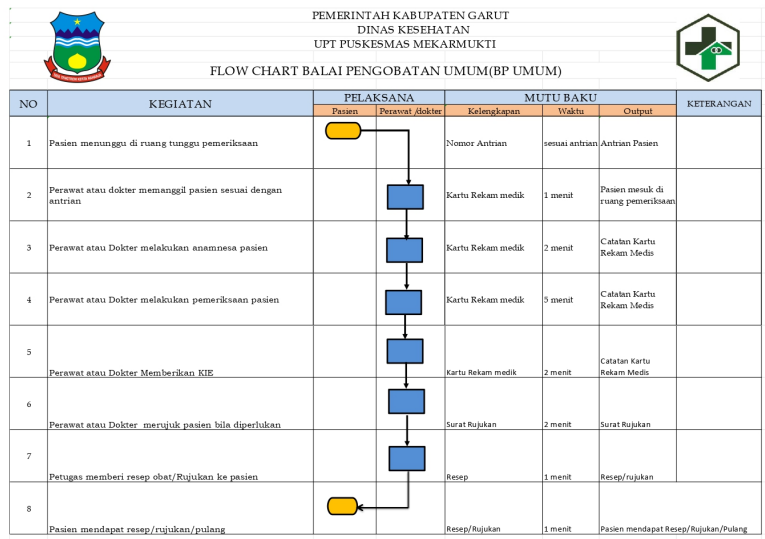 PEMERINTAH KABUPATEN GARUT
DINAS KESEHATAN
UPT PUSKESMAS MEKARMUKTI
FLOW CHART BALAI PENGOBATAN UMUM(BP UMUM)
NO KEGIATAN PELAKSANA MUTU BAKU KETERANGAN
Pasien Perawat /dokter Kelengkapan Waktu Output
1 Pasien menunggu di ruang tunggu pemeriksaan Nomor Antrian sesuai antrian Antrian Pasien
2 Perawat atau dokter memanggil pasien sesuai dengan antrian Kartu Rekam medik 1 menit Pasien mesuk di ruang pemeriksaan
3 Perawat atau Dokter melakukan anamnesa pasien Kartu Rekam medik 2 menit Catatan Kartu Rekam Medis
4 Perawat atau Dokter melakukan pemeriksaan pasien Kartu Rekam medik 5 menit Catatan Kartu Rekam Medis
5 Perawat atau Dokter Memberikan KIE Kartu Rekam medik 2 menit Catatan Kartu Rekam Medis
6 Perawat atau Dokter merujuk pasien bila diperlukan Surat Rujukan 2 menit Surat Rujukan
7 Petugas memberi resep obat/Rujukan ke pasien Resep 1 menit Resep/rujukan
8 Pasien mendapat resep/rujukan/pulang Resep/Rujukan 1 menit Pasien mendapat Resep/Rujukan/Pulang